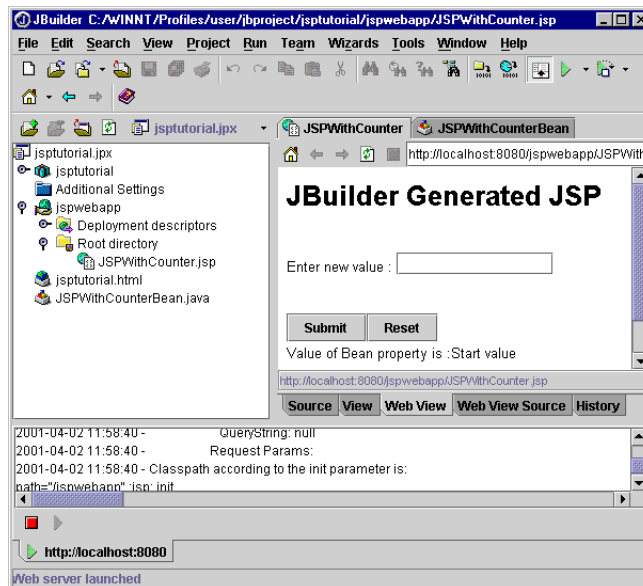 JBuilder C:/WINNT/Profiles/user/jbproject/jsptutorial/jspwebapp/JSPWithCounter.jsp
File Edit Search View Project Run Team Wizards Tools Window Help
jsptutorial.jpx
JSPWithCounter
JSPWithCounterBean
jsptutorial.jpx
jsptutorial
Additional Settings
jspwebapp
Deployment descriptors
Root directory
JSPWithCounter.jsp
jsptutorial.html
JSPWithCounterBean.java
http://localhost:8080/jspwebapp/JSPWith
JBuilder Generated JSP
Enter new value :
Submit Reset
Value of Bean property is :Start value
http://localhost:8080/jspwebapp/JSPWithCounter.jsp
Source View Web View Web View Source History
2001-04-02 11:58:40 - QueryString: null
2001-04-02 11:58:40 - Request Params:
2001-04-02 11:58:40 - Classpath according to the init parameter is:
path="/jspwebapp" :jsp: init
http://localhost:8080
Web server launched